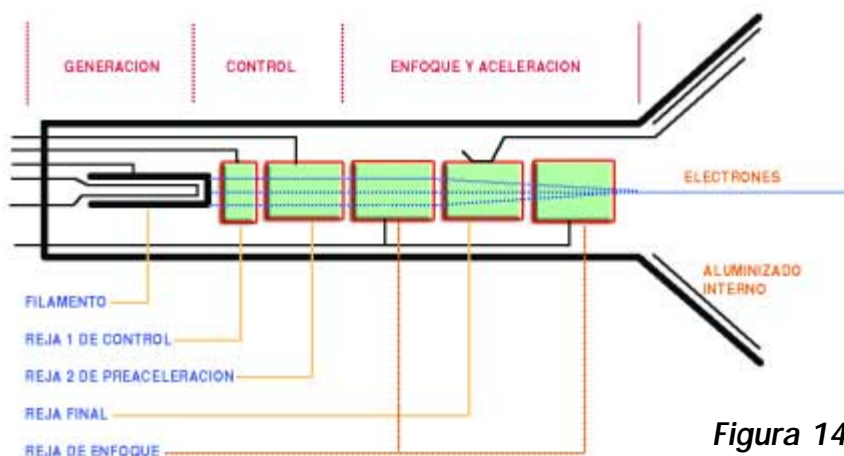 GENERACION
CONTROL
ENFOQUE Y ACELERACION
ELECTRONES
ALUMINIZADO
INTERNO
FILAMENTO
REJA 1 DE CONTROL
REJA 2 DE PREACELERACION
REJA FINAL
REJA DE ENFOQUE
Figura 14